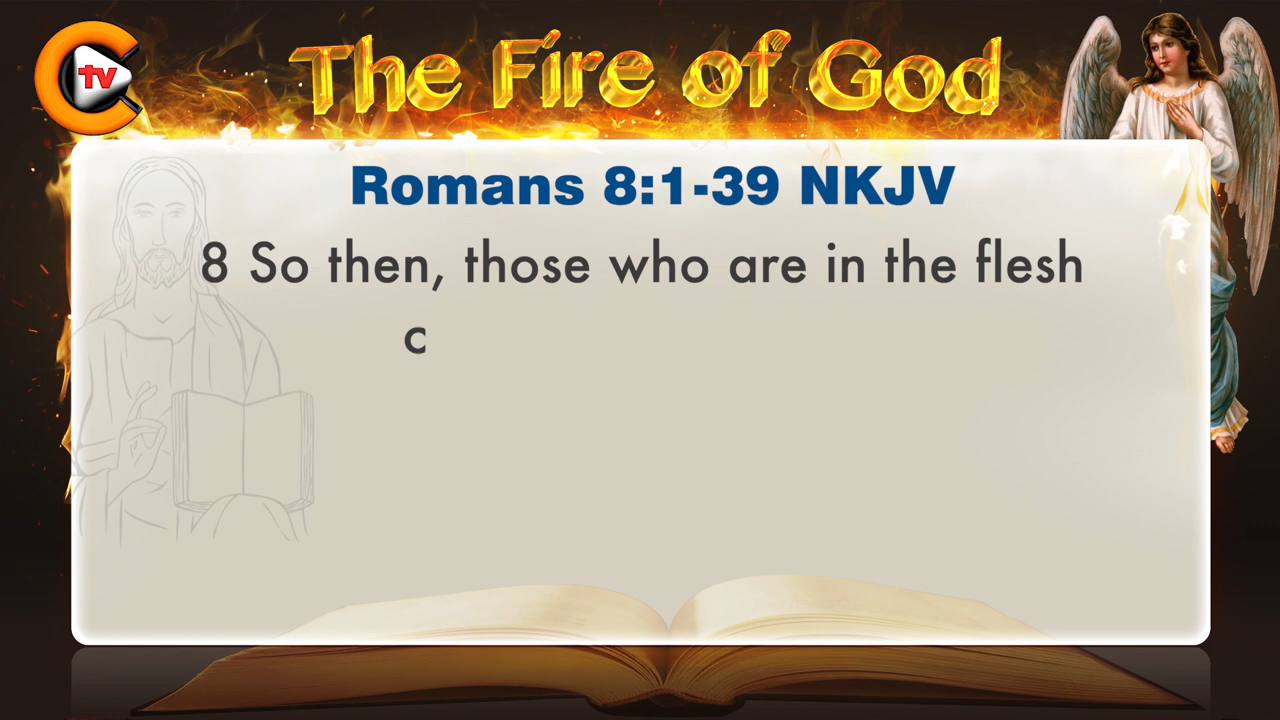 tv
The Fire of God
Romans 8:1-39 NKJV
8 So then, those who are in the flesh
c